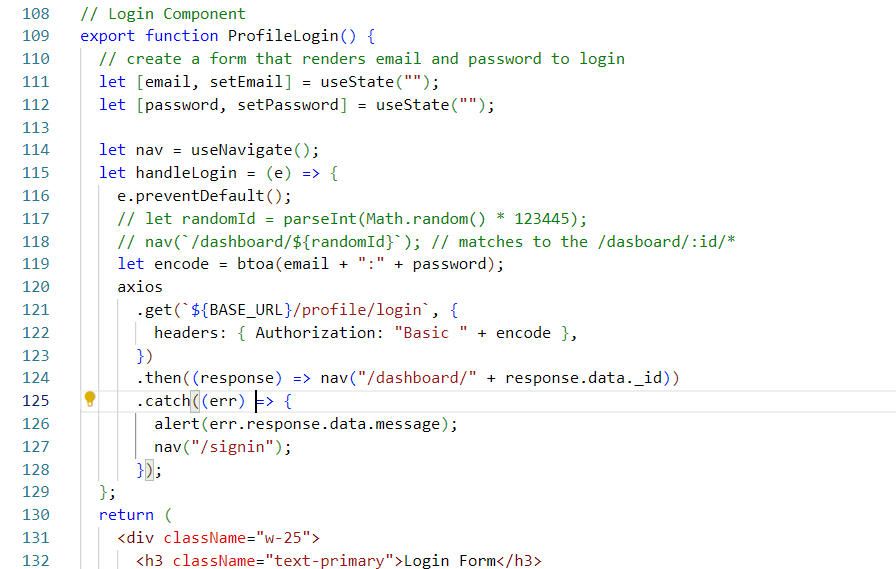 108 // Login Component
109 export function ProfileLogin() {
110 // create a form that renders email and password to login
111 let [email, setEmail] = useState("");
112 let [password, setPassword] = useState("");
113
114 let nav = useNavigate();
115 let handleLogin = (e) => {
116 e.preventDefault();
117 // let randomId = parseInt(Math.random() * 123445);
118 // nav(`/dashboard/${randomId}`); // matches to the /dasboard/:id/*
119 let encode = btoa(email + ":" + password);
120 axios
121 .get(`${BASE_URL}/profile/login`, {
122 headers: { Authorization: "Basic " + encode },
123 })
124 .then((response) => nav("/dashboard/" + response.data._id))
125 .catch((err) => {
126 alert(err.response.data.message);
127 nav("/signin");
128 });
129 };
130 return (
131 <div className="w-25">
132 <h3 className="text-primary">Login Form</h3>